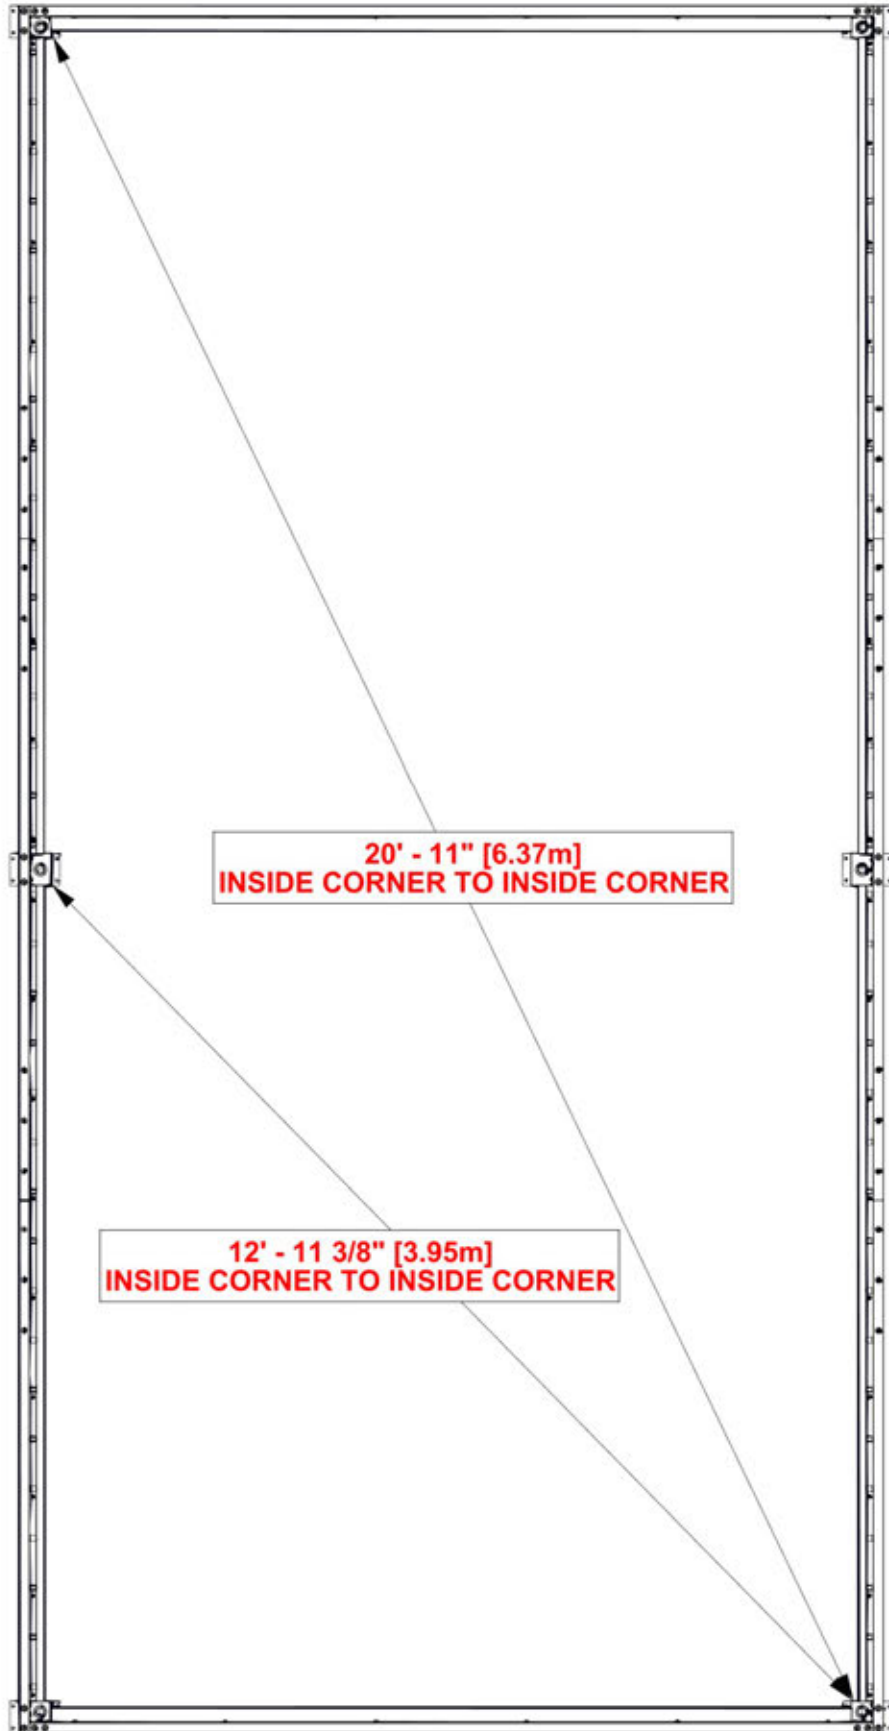 20' - 11" [6.37m]
INSIDE CORNER TO INSIDE CORNER
12' - 11 3/8" [3.95m]
INSIDE CORNER TO INSIDE CORNER